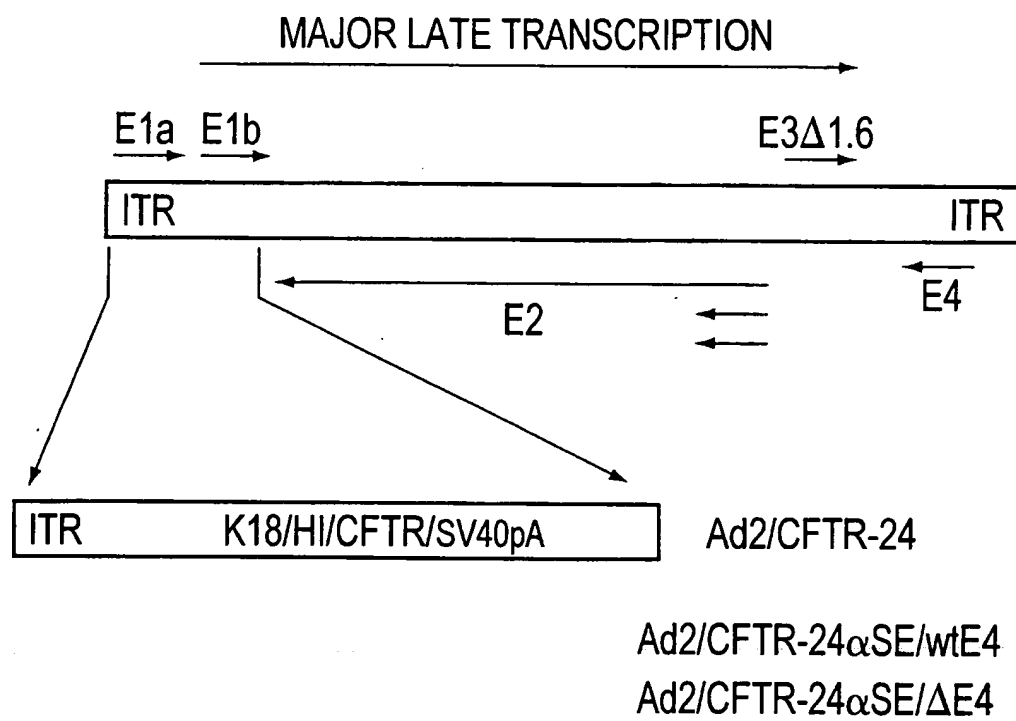 MAJOR LATE TRANSCRIPTION
E1a E1b E3Δ1.6
ITR ITR
E2 E4
ITR K18/HI/CFTR/SV40pA Ad2/CFTR-24
Ad2/CFTR-24αSE/wtE4
Ad2/CFTR-24αSE/ΔE4